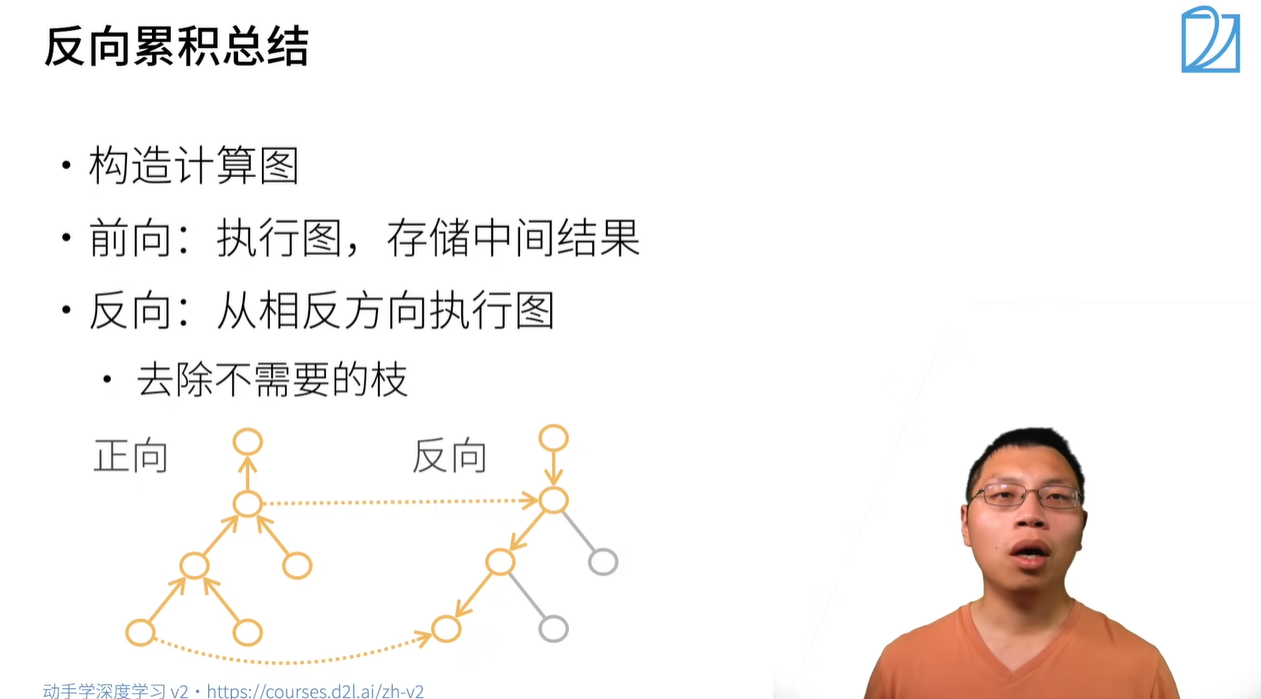 反向累积总结
• 构造计算图
• 前向：执行图，存储中间结果
• 反向：从相反方向执行图
• 去除不需要的枝
正向
反向
动手学深度学习 v2 · https://courses.d2l.ai/zh-v2